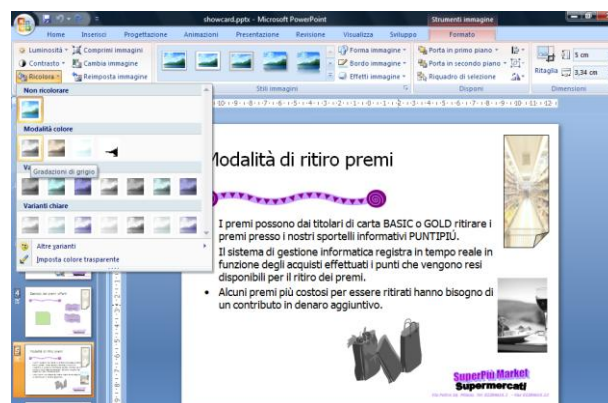 showcard.pptx - Microsoft PowerPoint
Strumenti immagine
Home Inserisci Progettazione Animazioni Presentazione Revisione Visualizza Sviluppo Formato
Luminosità Comprimi immagini
Contrasto Cambia immagine
Ricolora Reimposta immagine
Forma immagine
Bordo immagine
Effetti immagine
Porta in primo piano
Porta in secondo piano
Riquadro di selezione
Ritaglia
5 cm
3,34 cm
Stili immagini
Disponi
Dimensioni
Non ricolorare
Modalità colore
Gradazioni di grigio
Varianti chiare
Altre varianti
Imposta colore trasparente
Modalità di ritiro premi
I premi possono dai titolari di carta BASIC o GOLD ritirare i
premi presso i nostri sportelli informativi PUNTIPIÚ.
Il sistema di gestione informatica registra in tempo reale in
funzione degli acquisti effettuati i punti che vengono resi
disponibili per il ritiro dei premi.
• Alcuni premi più costosi per essere ritirati hanno bisogno di
un contributo in denaro aggiuntivo.
SuperPiù Market
Supermercati
4
5